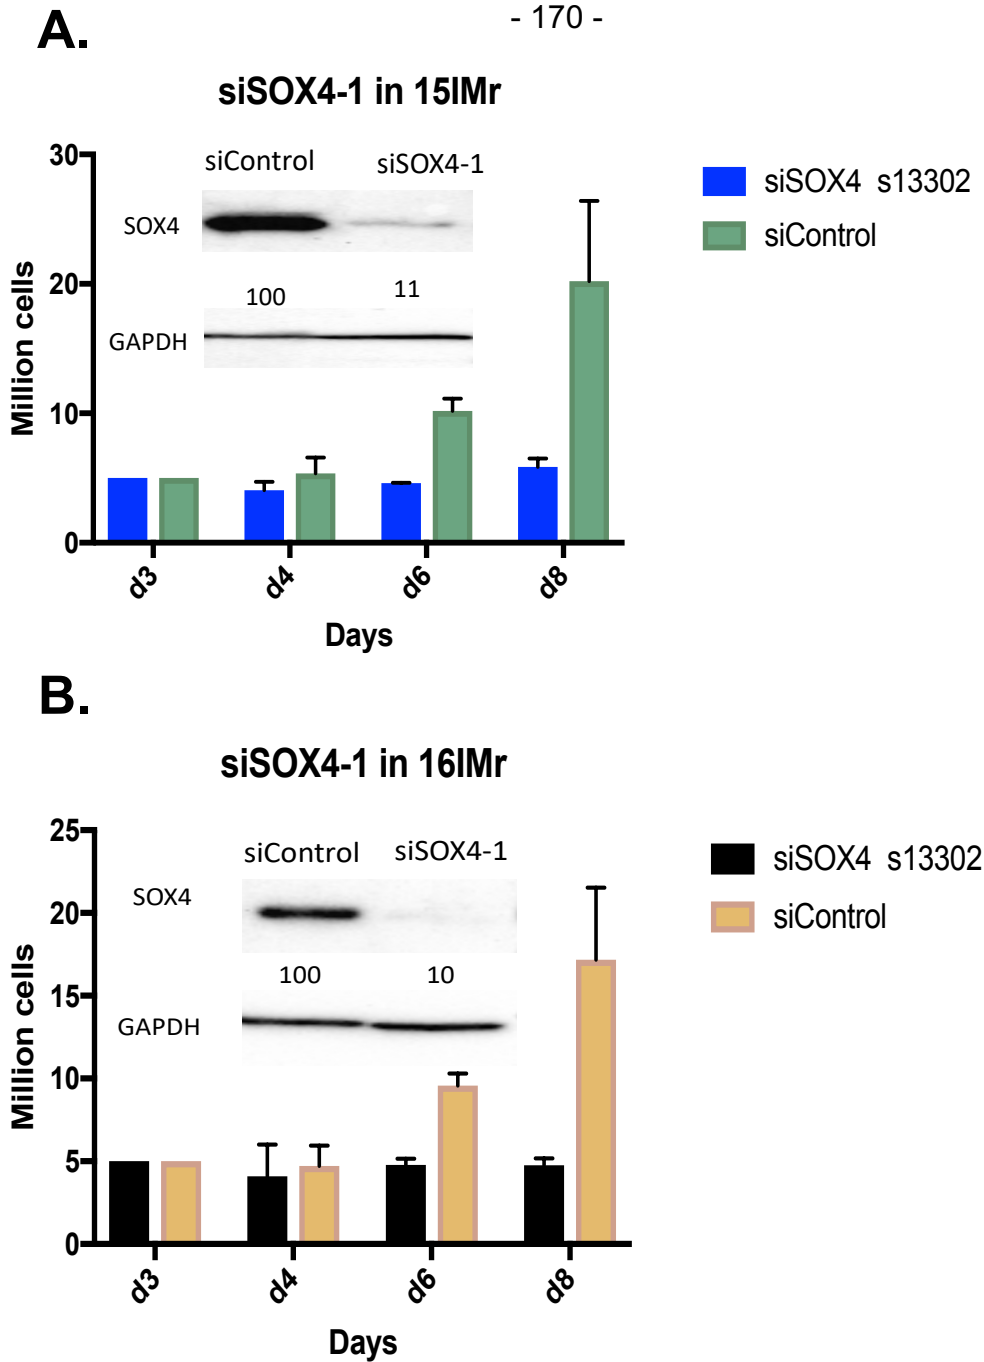 - 170 -
A.
siSOX4-1 in 15IMr
30
20
10
0
Million cells
siControl siSOX4-1
SOX4
100 11
GAPDH
siSOX4 s13302
siControl
d3 d4 d6 d8
Days
B.
siSOX4-1 in 16IMr
25
20
15
10
5
0
Million cells
siControl siSOX4-1
SOX4
100 10
GAPDH
siSOX4 s13302
siControl
d3 d4 d6 d8
Days